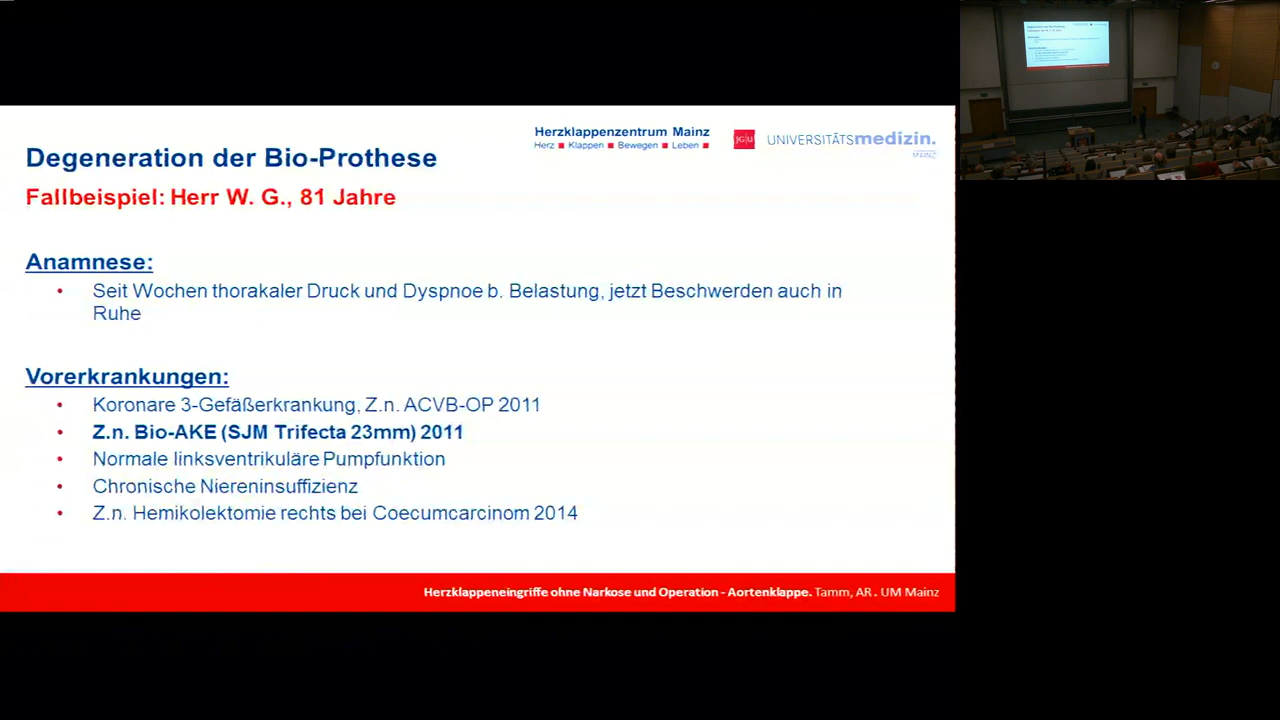 Herzklappenzentrum Mainz
Herz ■ Klappen ■ Bewegen ■ Leben ■
JG|U
UNIVERSITÄTSmedizin.
MAINZ
Degeneration der Bio-Prothese
Fallbeispiel: Herr W. G., 81 Jahre
Anamnese:
• Seit Wochen thorakaler Druck und Dyspnoe b. Belastung, jetzt Beschwerden auch in
Ruhe
Vorerkrankungen:
• Koronare 3-Gefäßerkrankung, Z.n. ACVB-OP 2011
• Z.n. Bio-AKE (SJM Trifecta 23mm) 2011
• Normale linksventrikuläre Pumpfunktion
• Chronische Niereninsuffizienz
• Z.n. Hemikolektomie rechts bei Coecumcarcinom 2014
Herzklappeneingriffe ohne Narkose und Operation - Aortenklappe. Tamm, AR . UM Mainz